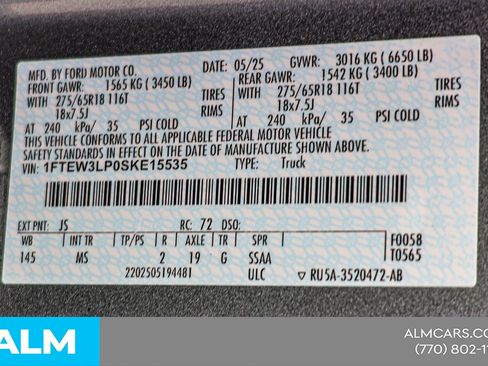 MFD. BY FORD MOTOR CO. DATE: 05/25 GVWR: 3016 KG (6650 LB)
FRONT GAWR: 1565 KG (3450 LB) REAR GAWR: 1542 KG (3400 LB)
WITH 275/65R18 116T TIRES WITH 275/65R18 116T TIRES
18x7.5J RIMS 18x7.5J RIMS
AT 240 kPa/ 35 PSI COLD AT 240 kPa/ 35 PSI COLD
THIS VEHICLE CONFORMS TO ALL APPLICABLE FEDERAL MOTOR VEHICLE
SAFETY STANDARDS IN EFFECT ON THE DATE OF MANUFACTURE SHOWN ABOVE.
VIN: 1FTEW3LP0SKE15535 TYPE: Truck
EXT PNT: JS RC: 72 DSO:
WB INT TR TP/PS R AXLE TR SPR F0058
145 MS 2 19 G SSAA T0565
2202505194481 ULC ▽ RU5A-3520472-AB
ALM
ALMCARS.CO
(770) 802-11